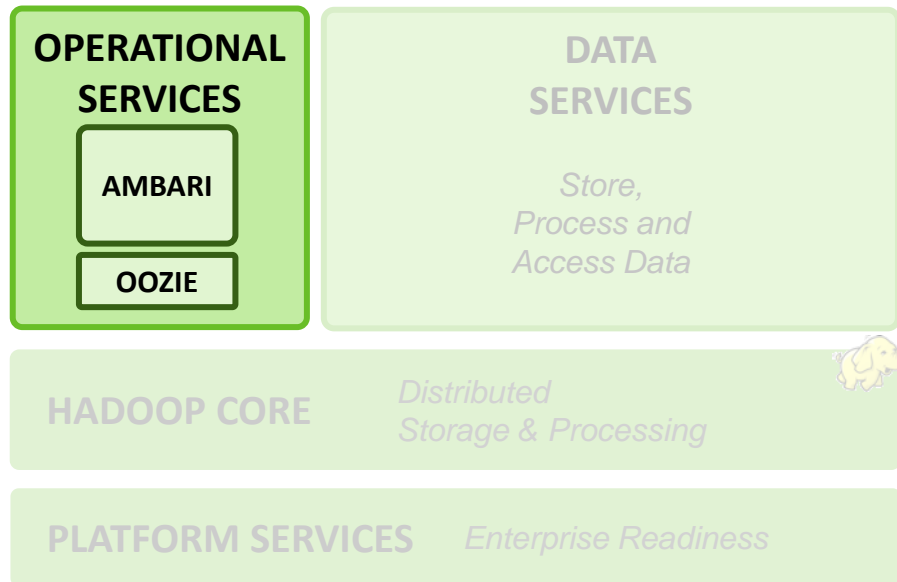 OPERATIONAL
SERVICES
AMBARI
OOZIE
DATA
SERVICES
Store,
Process and
Access Data
HADOOP CORE
Distributed
Storage & Processing
PLATFORM SERVICES
Enterprise Readiness